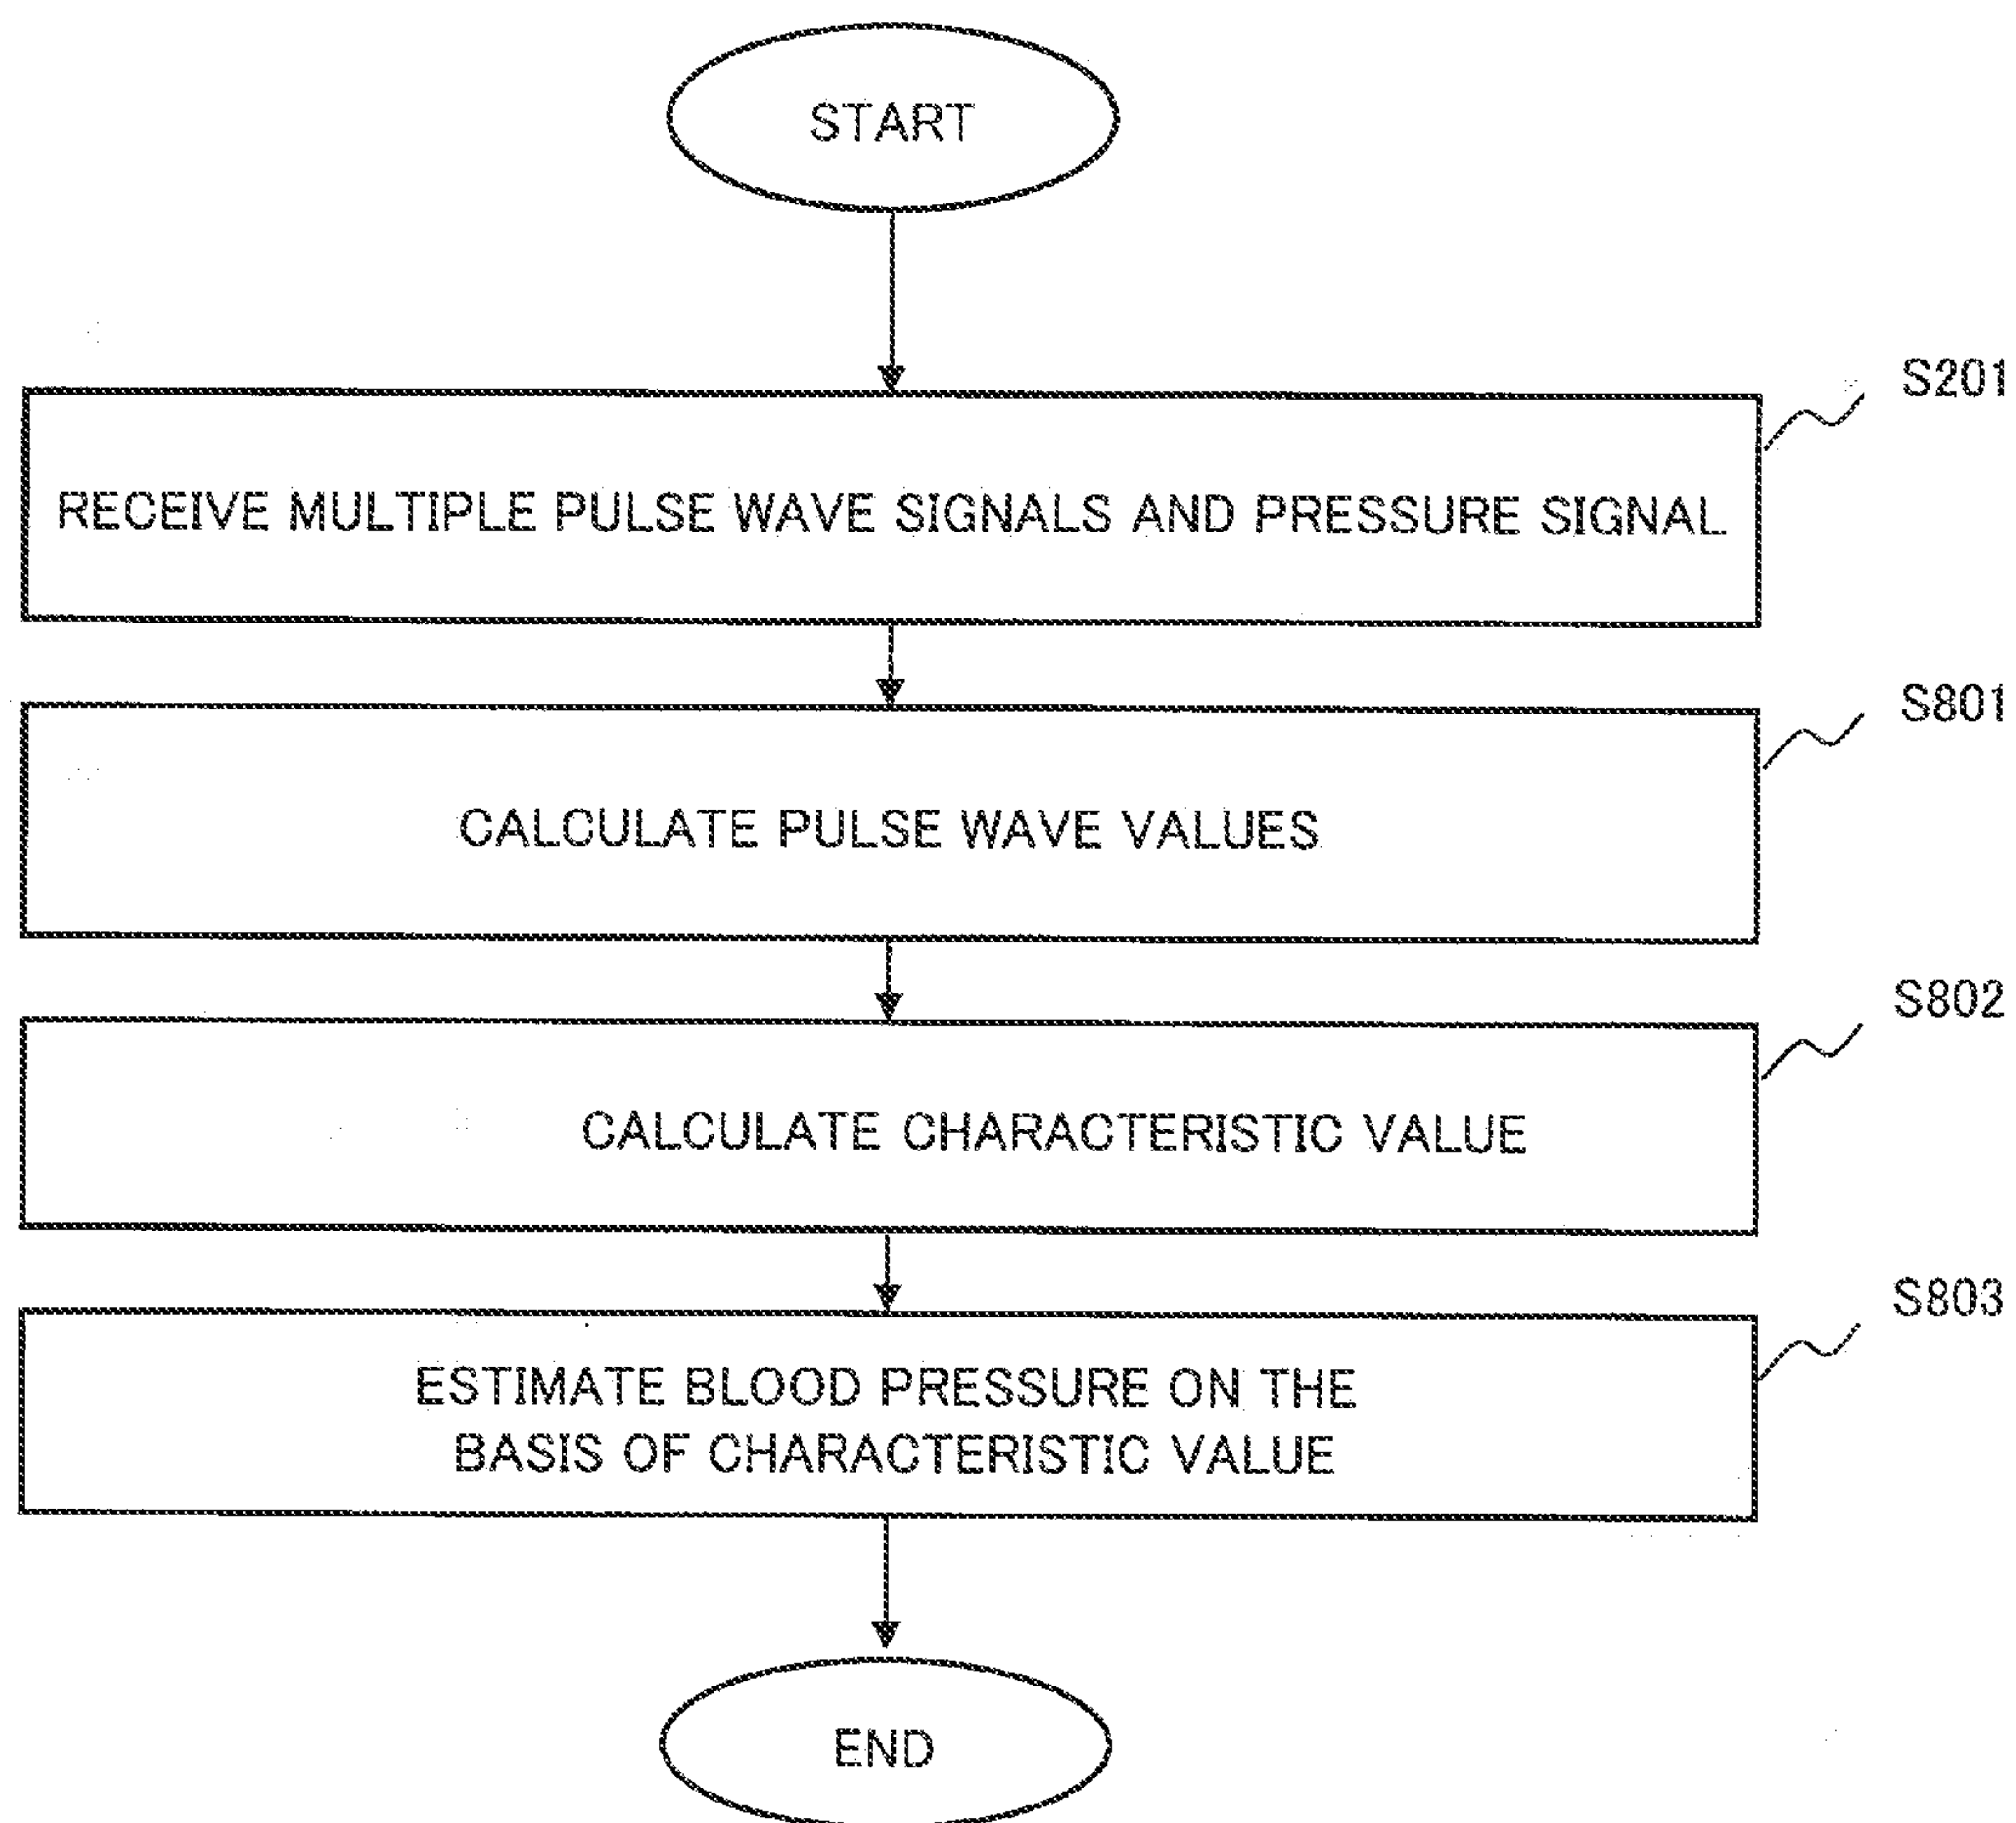 START
S201
RECEIVE MULTIPLE PULSE WAVE SIGNALS AND PRESSURE SIGNAL
S801
CALCULATE PULSE WAVE VALUES
S802
CALCULATE CHARACTERISTIC VALUE
S803
ESTIMATE BLOOD PRESSURE ON THE
BASIS OF CHARACTERISTIC VALUE
END